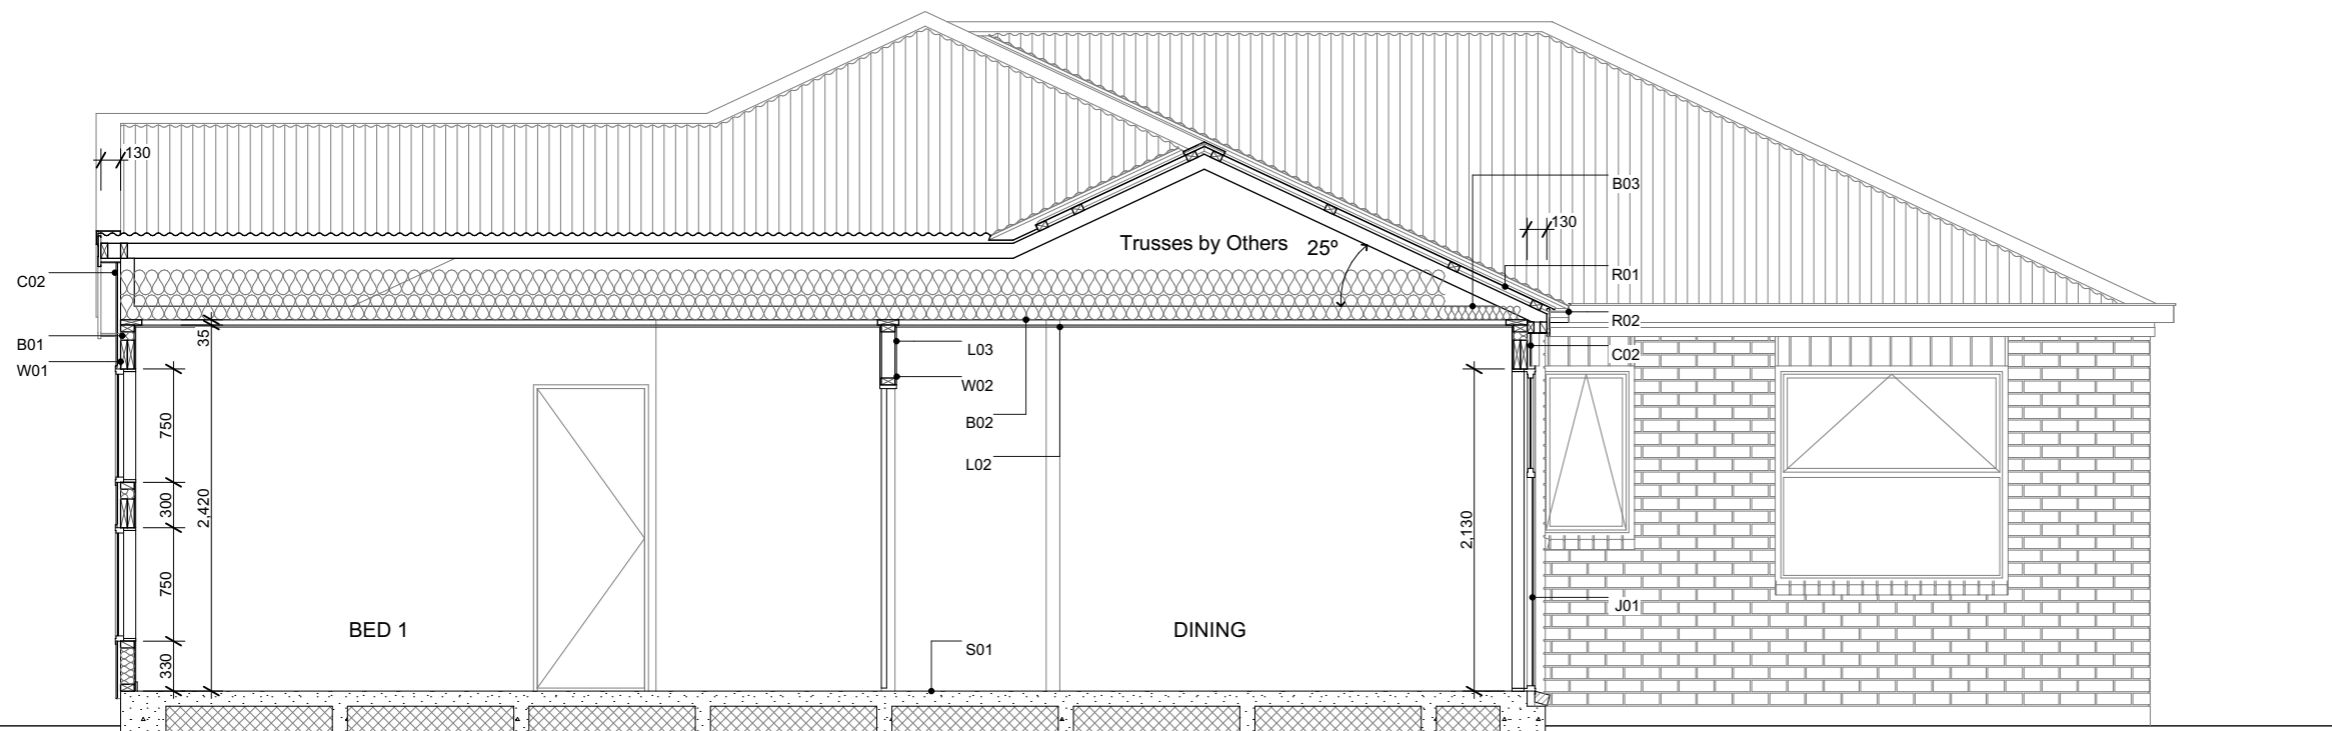 130
B03
130
Trusses by Others 25º
R01
C02
R02
B01
35
L03
C02
W01
W02
B02
750
L02
300
2,420
2,130
750
J01
BED 1
DINING
S01
330